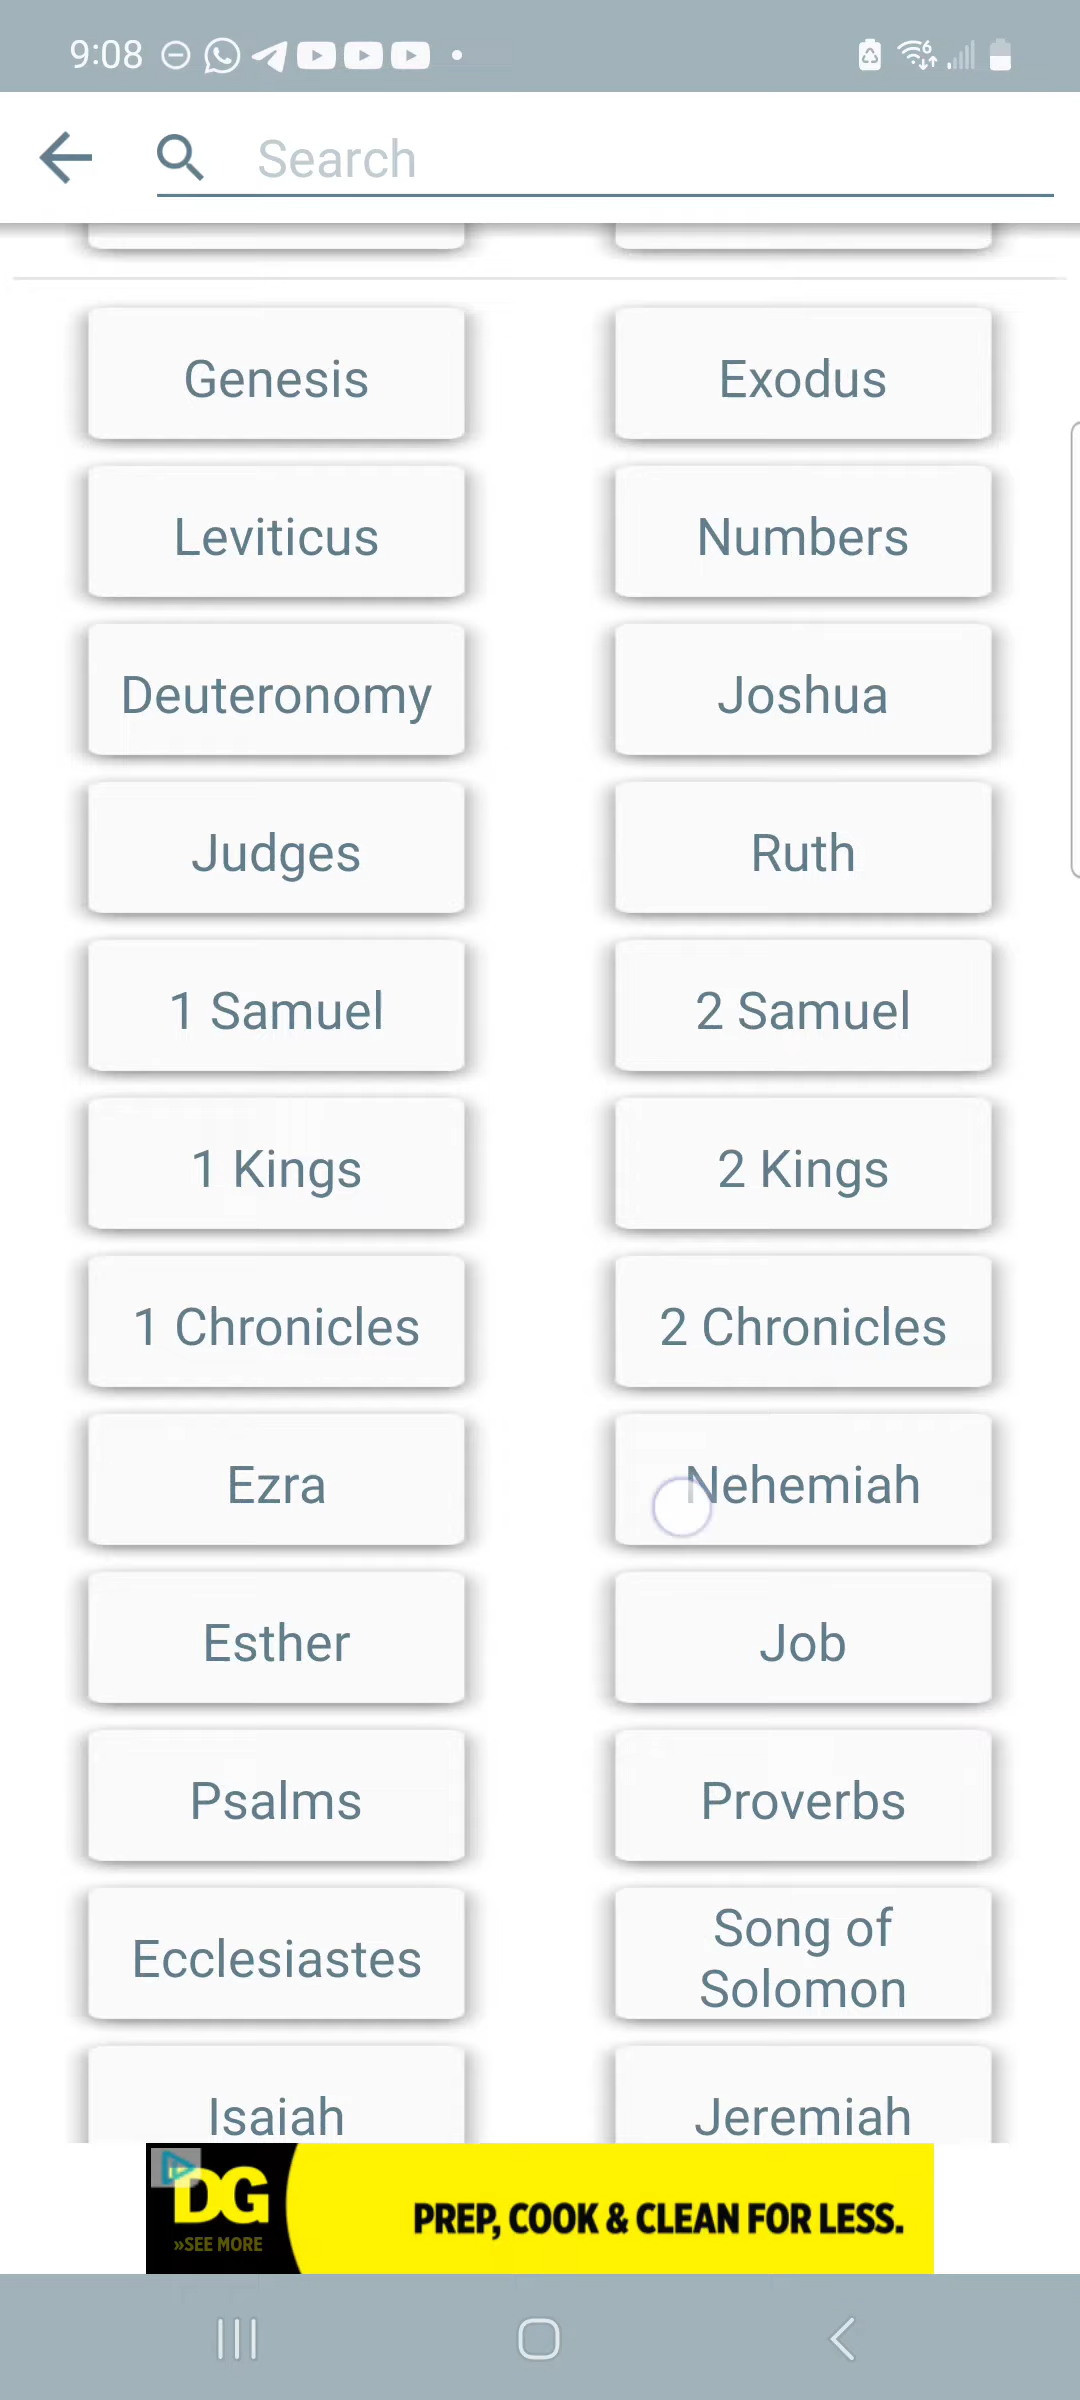 9:08
Search
Genesis
Exodus
Leviticus
Numbers
Deuteronomy
Joshua
Judges
Ruth
1 Samuel
2 Samuel
1 Kings
2 Kings
1 Chronicles
2 Chronicles
Ezra
Nehemiah
Esther
Job
Psalms
Proverbs
Ecclesiastes
Song of
Solomon
Isaiah
Jeremiah
DG
»SEE MORE
PREP, COOK & CLEAN FOR LESS.